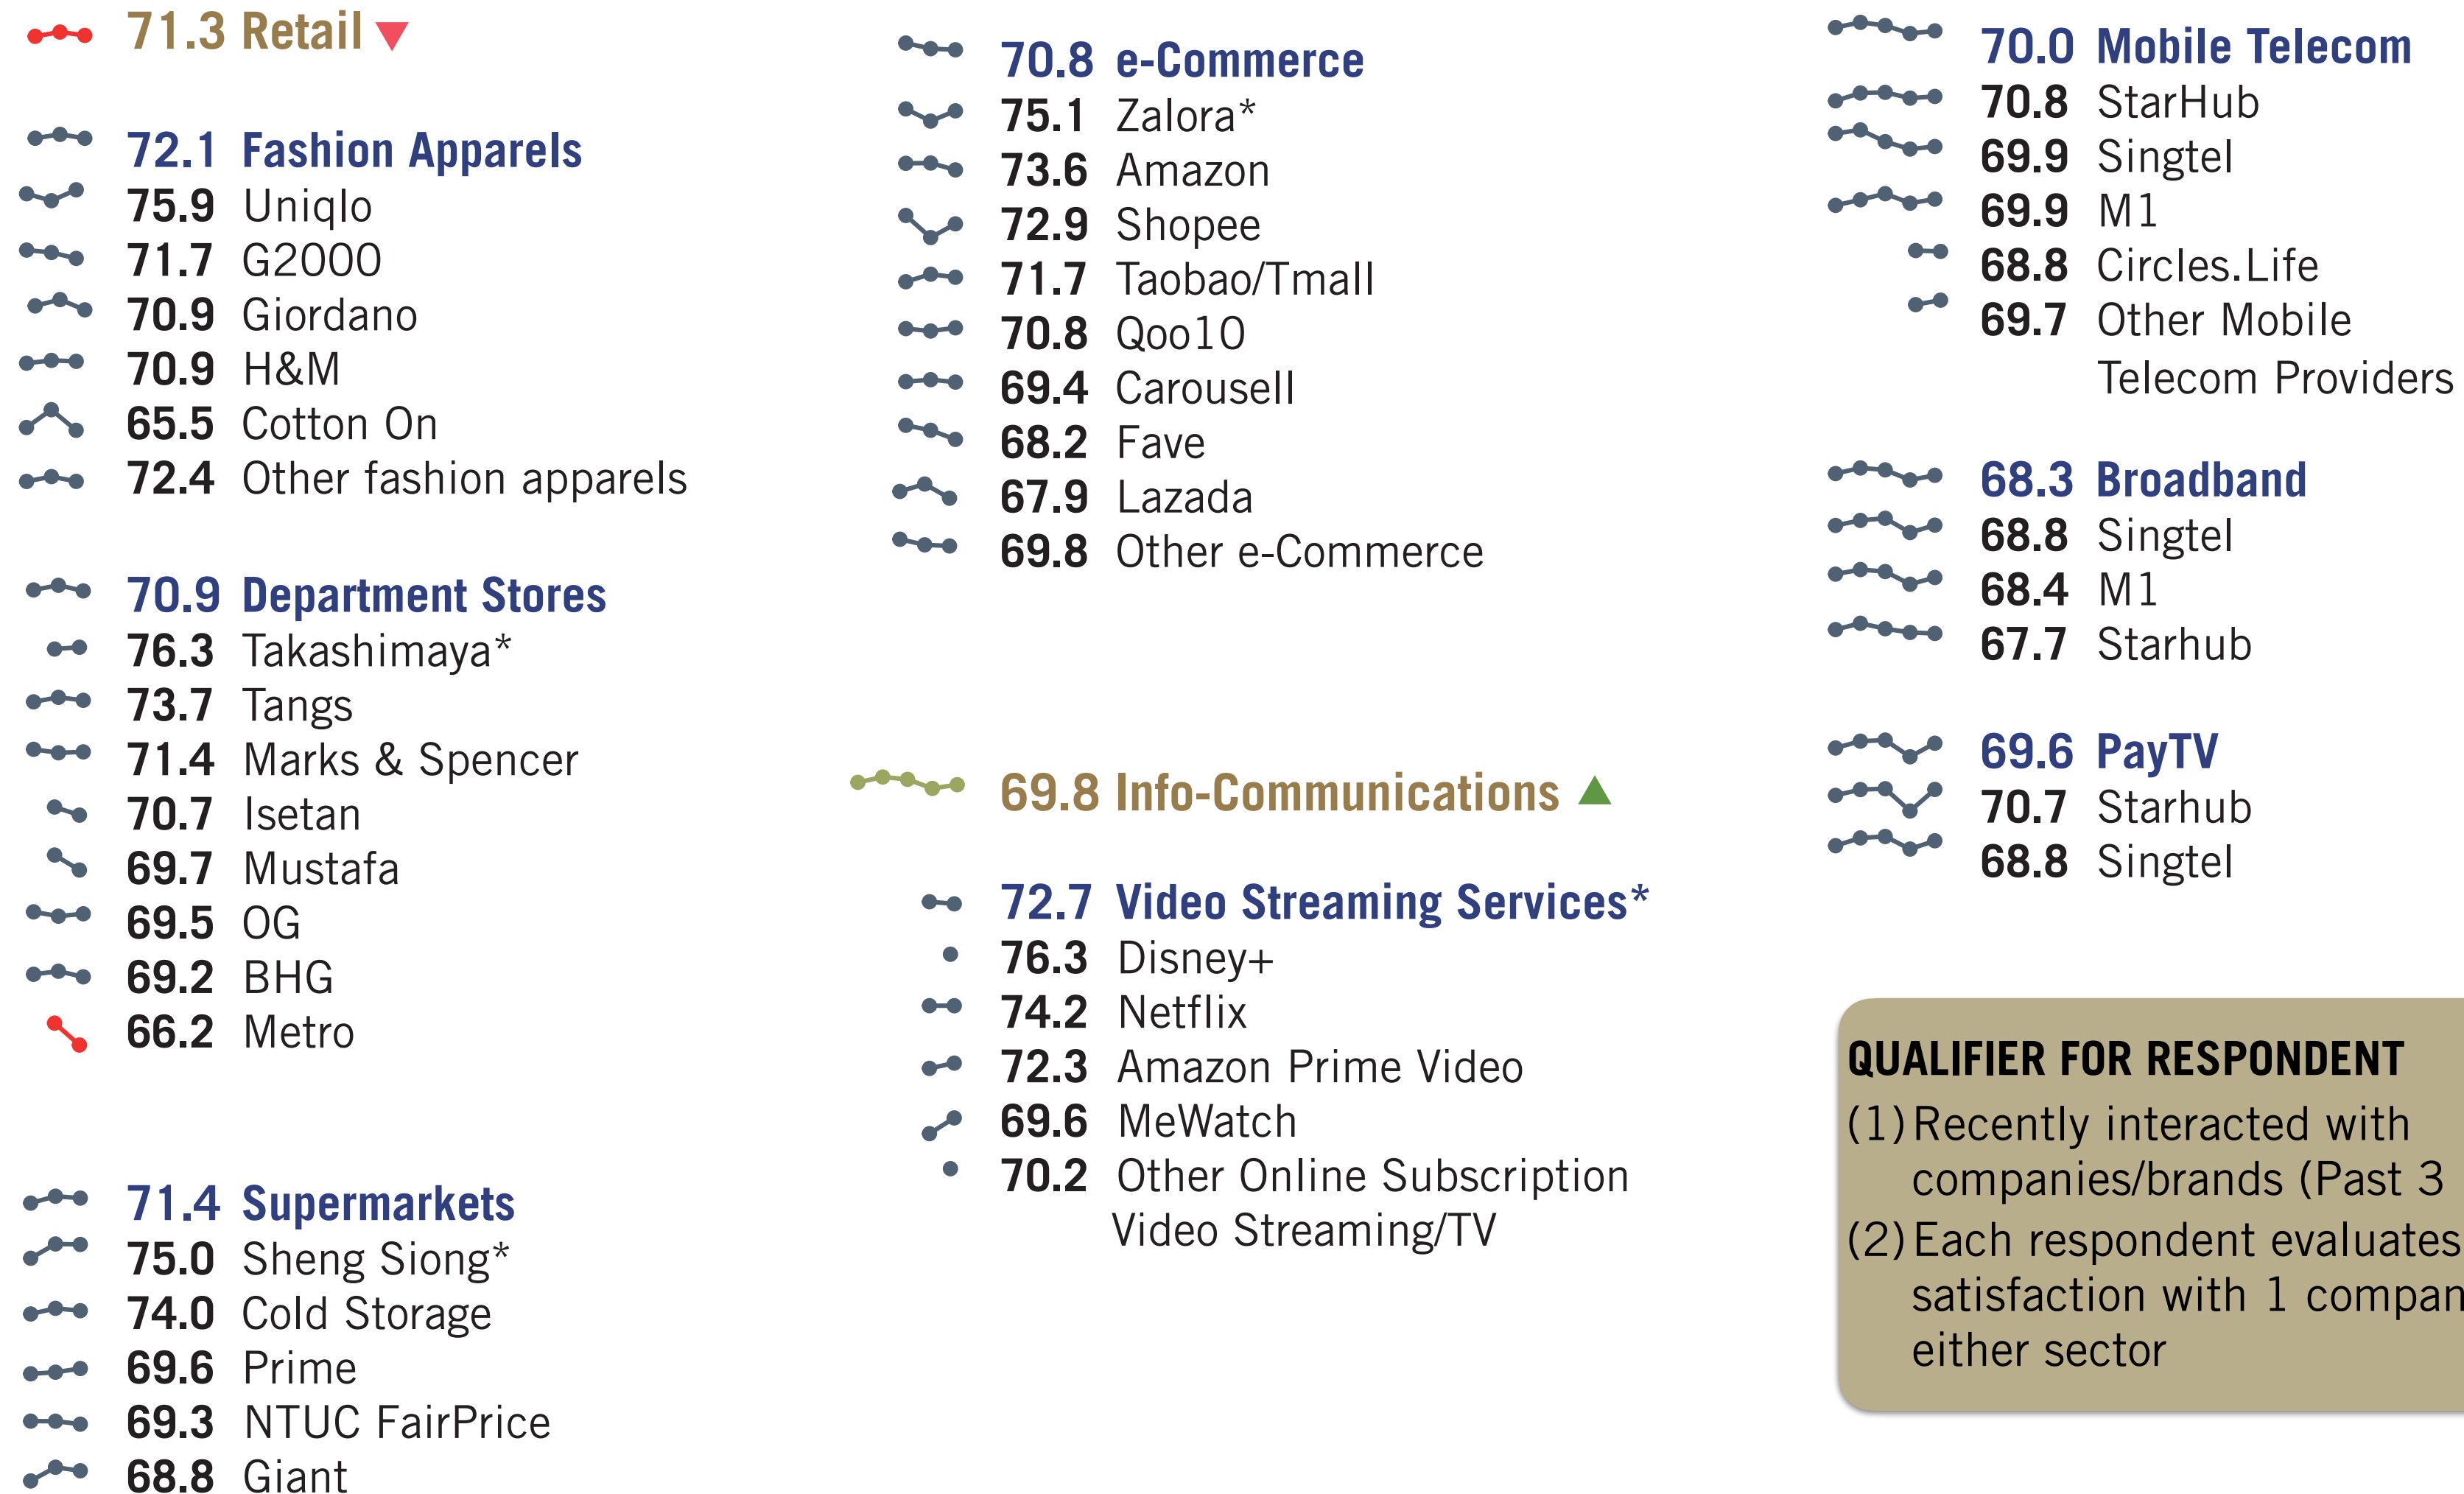 71.3 Retail
72.1 Fashion Apparels
75.9 Uniqlo
71.7 G2000
70.9 Giordano
70.9 H&M
65.5 Cotton On
72.4 Other fashion apparels
70.9 Department Stores
76.3 Takashimaya*
73.7 Tangs
71.4 Marks & Spencer
70.7 Isetan
69.7 Mustafa
69.5 OG
69.2 BHG
66.2 Metro
71.4 Supermarkets
75.0 Sheng Siong*
74.0 Cold Storage
69.6 Prime
69.3 NTUC FairPrice
68.8 Giant
70.8 e-Commerce
75.1 Zalora*
73.6 Amazon
72.9 Shopee
71.7 Taobao/Tmall
70.8 Qoo10
69.4 Carousell
68.2 Fave
67.9 Lazada
69.8 Other e-Commerce
69.8 Info-Communications
72.7 Video Streaming Services*
76.3 Disney+
74.2 Netflix
72.3 Amazon Prime Video
69.6 MeWatch
70.2 Other Online Subscription
Video Streaming/TV
70.0 Mobile Telecom
70.8 StarHub
69.9 Singtel
69.9 M1
68.8 Circles.Life
69.7 Other Mobile
Telecom Providers
68.3 Broadband
68.8 Singtel
68.4 M1
67.7 Starhub
69.6 PayTV
70.7 Starhub
68.8 Singtel
QUALIFIER FOR RESPONDENT
(1) Recently interacted with
companies/brands (Past 3
(2) Each respondent evaluates
satisfaction with 1 compan
either sector